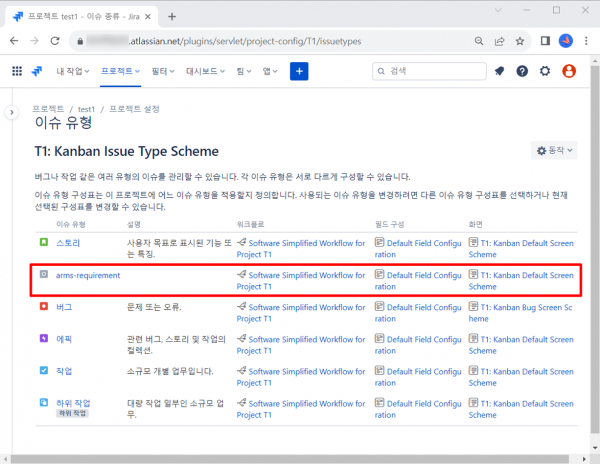 프로젝트 test1 - 이슈 종류 - Jira
.atlassian.net/plugins/servlet/project-config/T1/issuetypes
내 작업 프로젝트 필터 대시보드 팀 앱 검색
프로젝트 / test1 / 프로젝트 설정
이슈 유형
T1: Kanban Issue Type Scheme 동작
버그나 작업 같은 여러 유형의 이슈를 관리할 수 있습니다. 각 이슈 유형은 서로 다르게 구성할 수 있습니다.
이슈 유형 구성표는 이 프로젝트에 어느 이슈 유형을 적용할지 정의합니다. 사용되는 이슈 유형을 변경하려면 다른 이슈 유형 구성표를 선택하거나 현재
선택된 구성표를 변경할 수 있습니다.
이슈 유형 설명 워크플로 필드 구성 화면
스토리 사용자 목표로 표시된 기능 또 Software Simplified Workflow for Default Field Configu T1: Kanban Default Screen
는 특징. Project T1 ration Scheme
arms-requirement Software Simplified Workflow for Default Field Configu T1: Kanban Default Screen
Project T1 ration Scheme
버그 문제 또는 오류. Software Simplified Workflow for Default Field Configu T1: Kanban Bug Screen Sc
Project T1 ration heme
에픽 관련 버그, 스토리 및 작업의 Software Simplified Workflow for Default Field Configu T1: Kanban Default Screen
컬렉션. Project T1 ration Scheme
작업 소규모 개별 업무입니다. Software Simplified Workflow for Default Field Configu T1: Kanban Default Screen
Project T1 ration Scheme
하위 작업 대량 작업 일부인 소규모 업 Software Simplified Workflow for Default Field Configu T1: Kanban Default Screen
하위 작업 무. Project T1 ration Scheme